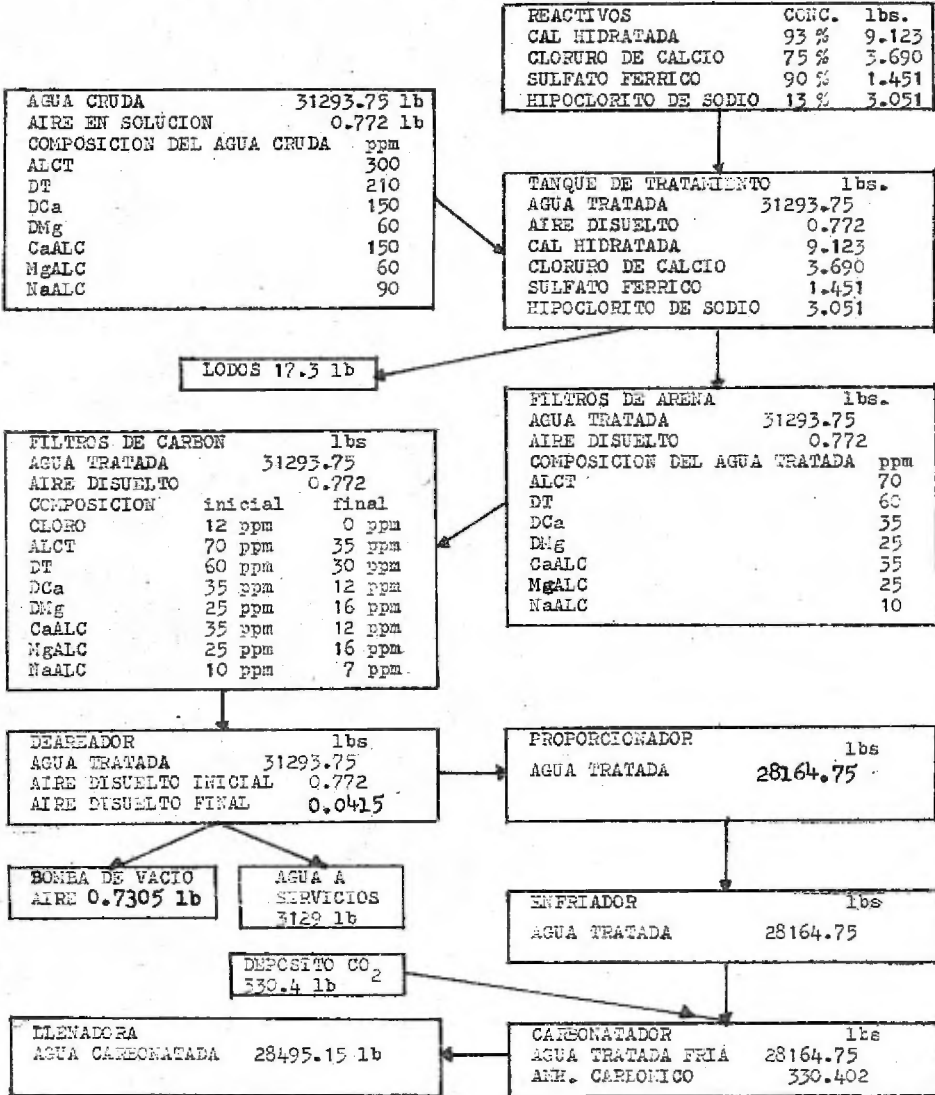 REACTIVOS CONC. lbs.
CAL HIDRATADA 93 % 9.123
CLORURO DE CALCIO 75 % 3.690
SULFATO FERRICO 90 % 1.451
HIPOCLORITO DE SODIO 13 % 3.051
AGUA CRUDA 31293.75 lb
AIRE EN SOLUCION 0.772 lb
COMPOSICION DEL AGUA CRUDA ppm
ALCT 300
DT 210
DCa 150
DMg 60
CaALC 150
MgALC 60
NaALC 90
TANQUE DE TRATAMIENTO lbs.
AGUA TRATADA 31293.75
AIRE DISUELTO 0.772
CAL HIDRATADA 9.123
CLORURO DE CALCIO 3.690
SULFATO FERRICO 1.451
HIPOCLORITO DE SODIO 3.051
LODOS 17.3 lb
FILTROS DE ARENA lbs.
AGUA TRATADA 31293.75
AIRE DISUELTO 0.772
COMPOSICION DEL AGUA TRATADA ppm
ALCT 70
DT 60
DCa 35
DMg 25
CaALC 35
MgALC 25
NaALC 10
FILTROS DE CARBON lbs
AGUA TRATADA 31293.75
AIRE DISUELTO 0.772
COMPOSICION inicial final
CLORO 12 ppm 0 ppm
ALCT 70 ppm 35 ppm
DT 60 ppm 30 ppm
DCa 35 ppm 12 ppm
DMg 25 ppm 16 ppm
CaALC 35 ppm 12 ppm
MgALC 25 ppm 16 ppm
NaALC 10 ppm 7 ppm
DEAREADOR lbs
AGUA TRATADA 31293.75
AIRE DISUELTO INICIAL 0.772
AIRE DISUELTO FINAL 0.0415
PROPORCIONADOR lbs
AGUA TRATADA 28164.75
BOMBA DE VACIO
AIRE 0.7305 lb
AGUA A
SERVICIOS
3129 lb
ENFRIADOR lbs
AGUA TRATADA 28164.75
DEPOSITO CO2
330.4 lb
LLENADORA
AGUA CARBONATADA 28495.15 lb
CARBONATADOR lbs
AGUA TRATADA FRIA 28164.75
ANH. CARBONICO 330.402